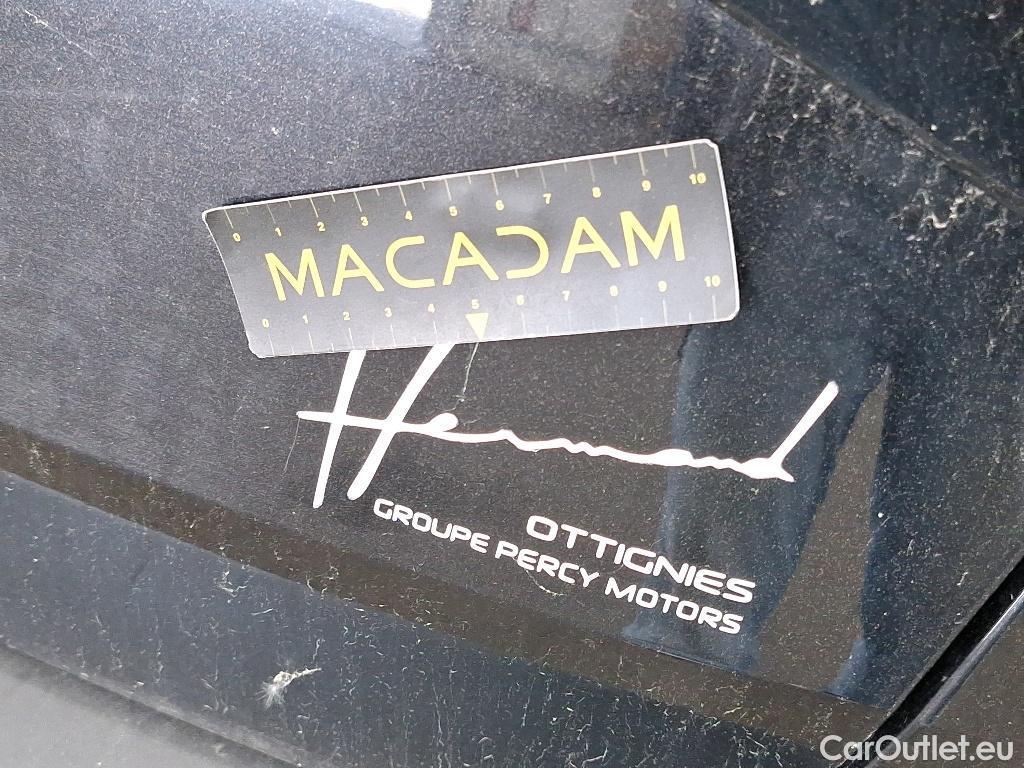 0 1 2 3 4 5 6 7 8 9 10
MACADAM
0 1 2 3 4 5 6 7 8 9 10
Hermand
OTTIGNIES
GROUPE PERCY MOTORS
CarOutlet.eu